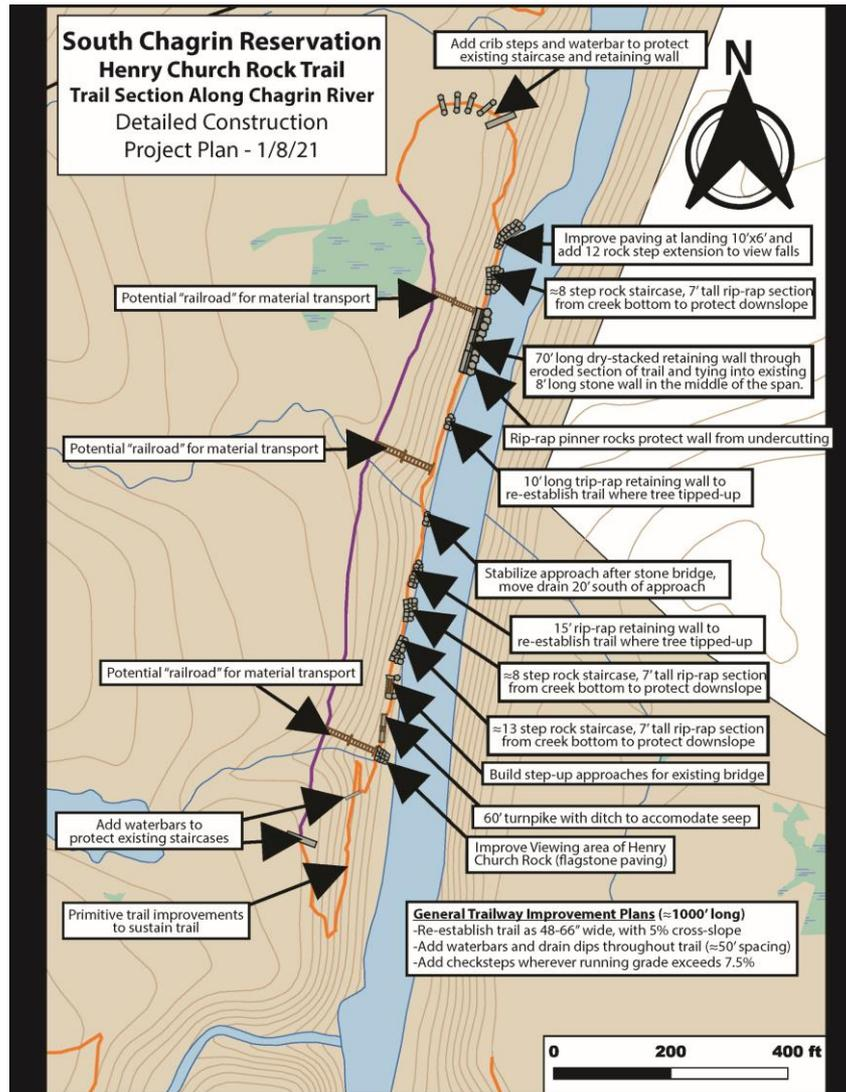 South Chagrin Reservation
Henry Church Rock Trail
Trail Section Along Chagrin River
Detailed Construction
Project Plan - 1/8/21
Add crib steps and waterbar to protect
existing staircase and retaining wall
N
Improve paving at landing 10'x6' and
add 12 rock step extension to view falls
Potential "railroad" for material transport
≈8 step rock staircase, 7' tall rip-rap section
from creek bottom to protect downslope
70' long dry-stacked retaining wall through
eroded section of trail and tying into existing
8' long stone wall in the middle of the span.
Rip-rap pinner rocks protect wall from undercutting
Potential "railroad" for material transport
10' long trip-rap retaining wall to
re-establish trail where tree tipped-up
Stabilize approach after stone bridge,
move drain 20' south of approach
15' rip-rap retaining wall to
re-establish trail where tree tipped-up
Potential "railroad" for material transport
≈8 step rock staircase, 7' tall rip-rap section
from creek bottom to protect downslope
≈13 step rock staircase, 7' tall rip-rap section
from creek bottom to protect downslope
Build step-up approaches for existing bridge
60' turnpike with ditch to accomodate seep
Add waterbars to
protect existing staircases
Improve Viewing area of Henry
Church Rock (flagstone paving)
Primitive trail improvements
to sustain trail
General Trailway Improvement Plans (≈1000' long)
-Re-establish trail as 48-66" wide, with 5% cross-slope
-Add waterbars and drain dips throughout trail (≈50' spacing)
-Add checksteps wherever running grade exceeds 7.5%
0 200 400 ft